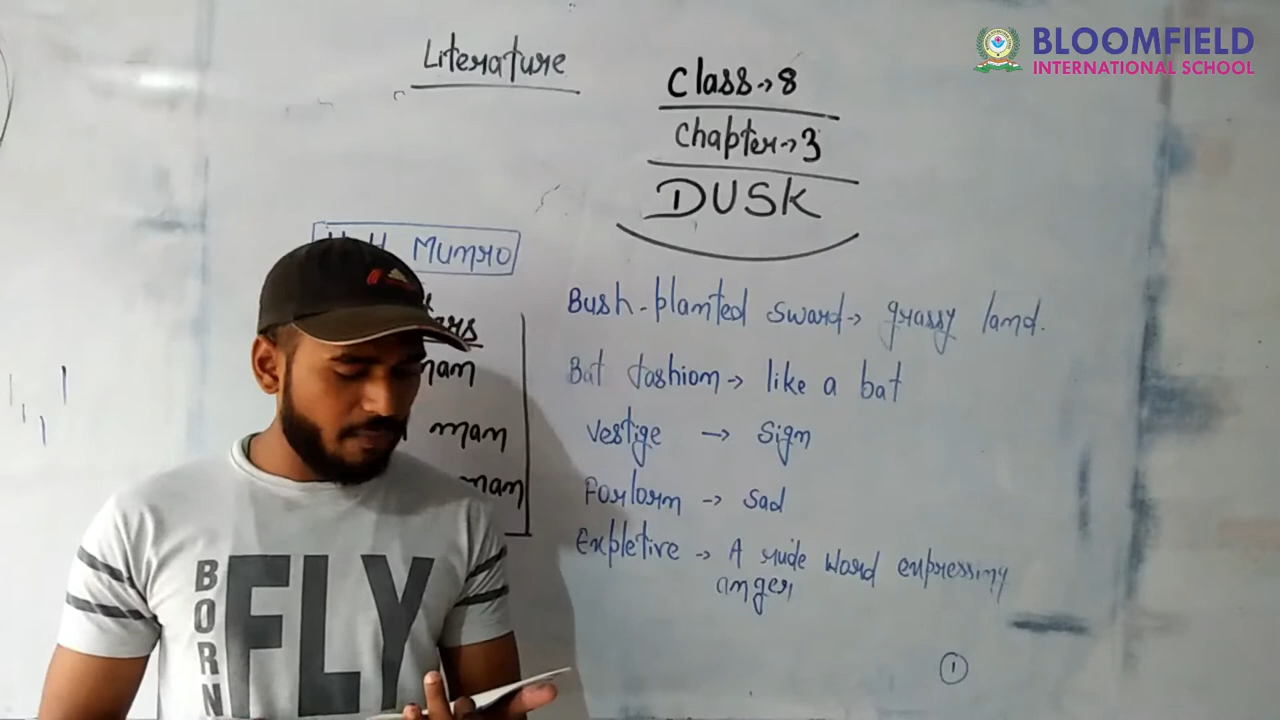 BLOOMFIELD
INTERNATIONAL SCHOOL
Literature
Class→8
Chapter→3
DUSK
Munro
man
man
man
Bush-planted sward→ grassy land.
Bat fashion→ like a bat
Vestige → Sign
Forlorn → sad
Expletive → A rude word expressing
anger
1
BORN
FLY